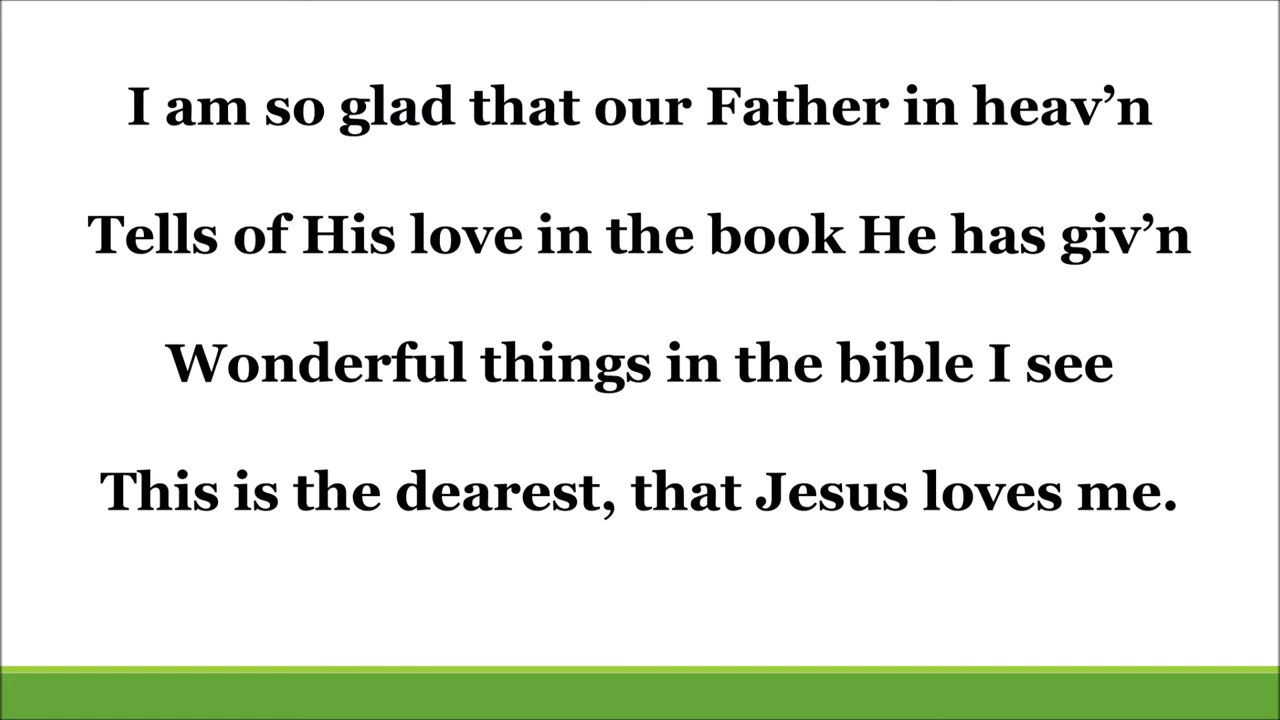 I am so glad that our Father in heav’n
Tells of His love in the book He has giv’n
Wonderful things in the bible I see
This is the dearest, that Jesus loves me.